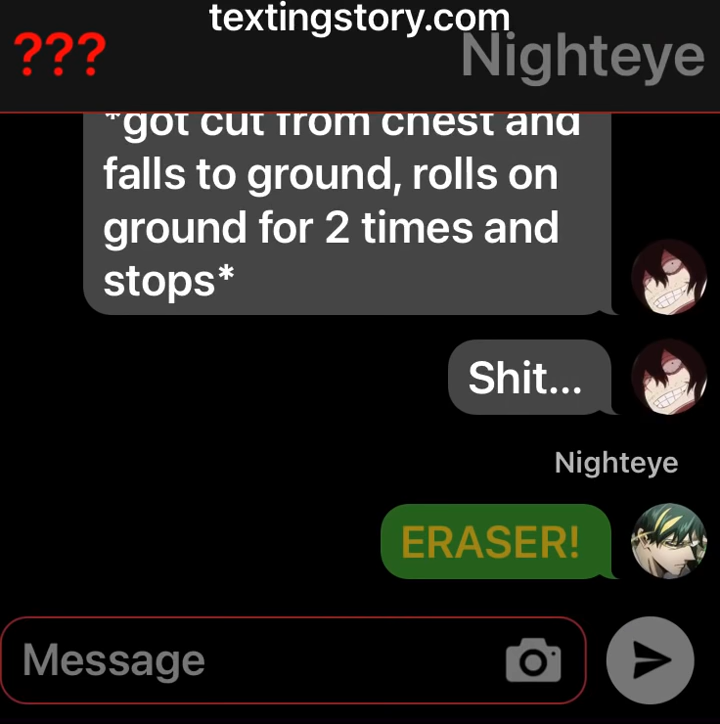 textingstory.com
???
Nighteye
*got cut from chest and
falls to ground, rolls on
ground for 2 times and
stops*
Shit...
Nighteye
ERASER!
Message